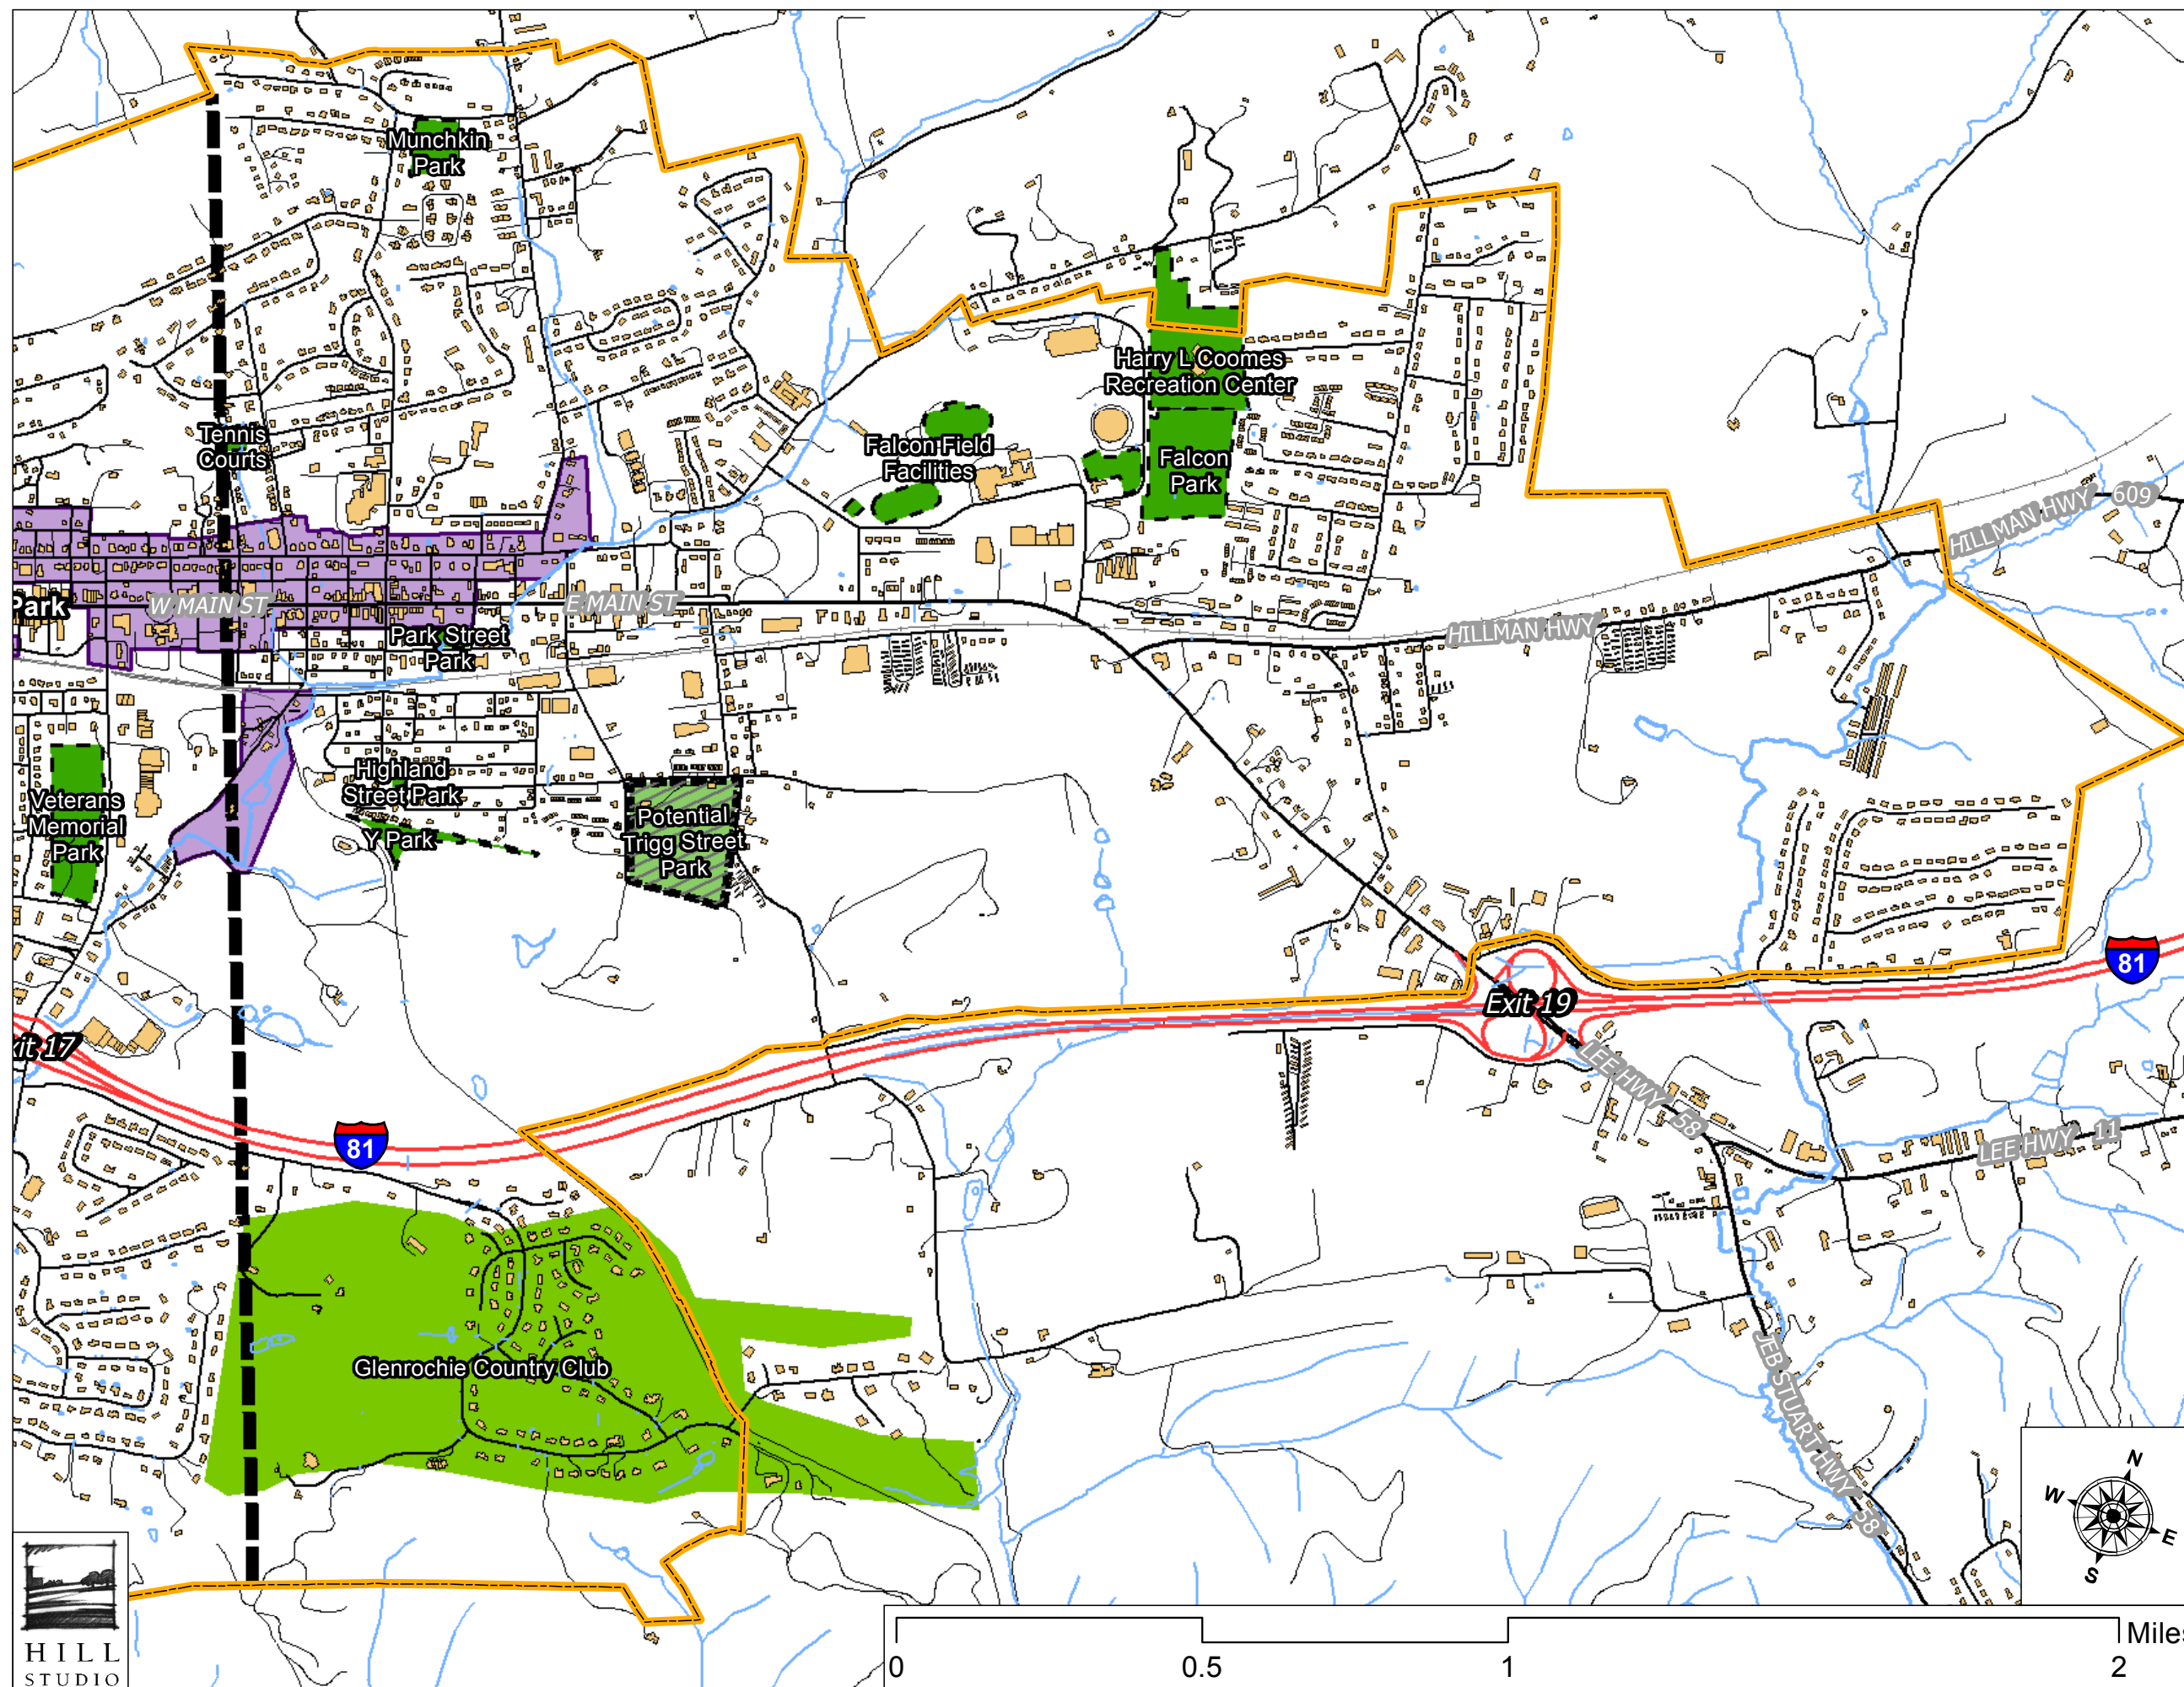 Munchkin
Park
Harry L Coomes
Recreation Center
Tennis
Courts
Falcon Field
Facilities
Falcon
Park
HILLMAN HWY 609
Park
W MAIN ST
E MAIN ST
Park Street
Park
HILLMAN HWY
Highland
Street Park
Veterans
Memorial
Park
Y Park
Potential
Trigg Street
Park
81
Exit 19
xit 17
LEE HWY 58
81
LEE HWY 11
Glenrochie Country Club
JEB STUART HWY 58
N
W
E
S
HILL
STUDIO
Miles
0 0.5 1 2